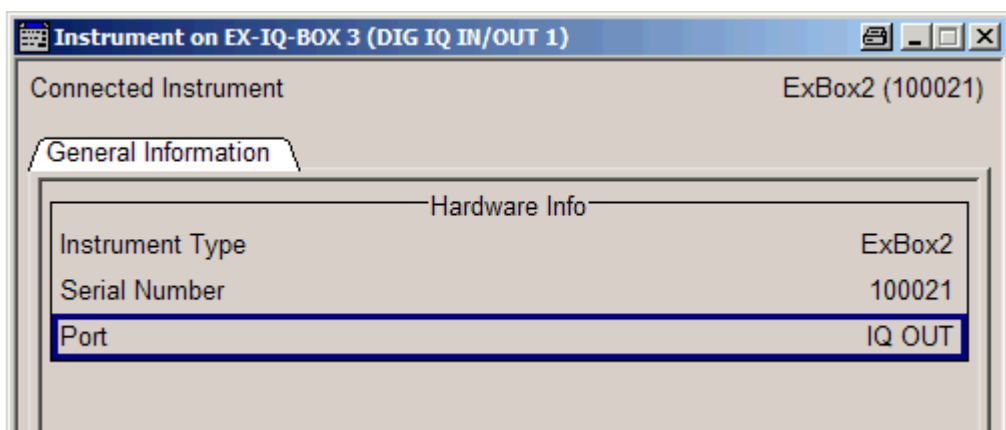 Instrument on EX-IQ-BOX 3 (DIG IQ IN/OUT 1)
Connected Instrument ExBox2 (100021)
General Information
Hardware Info
Instrument Type ExBox2
Serial Number 100021
Port IQ OUT